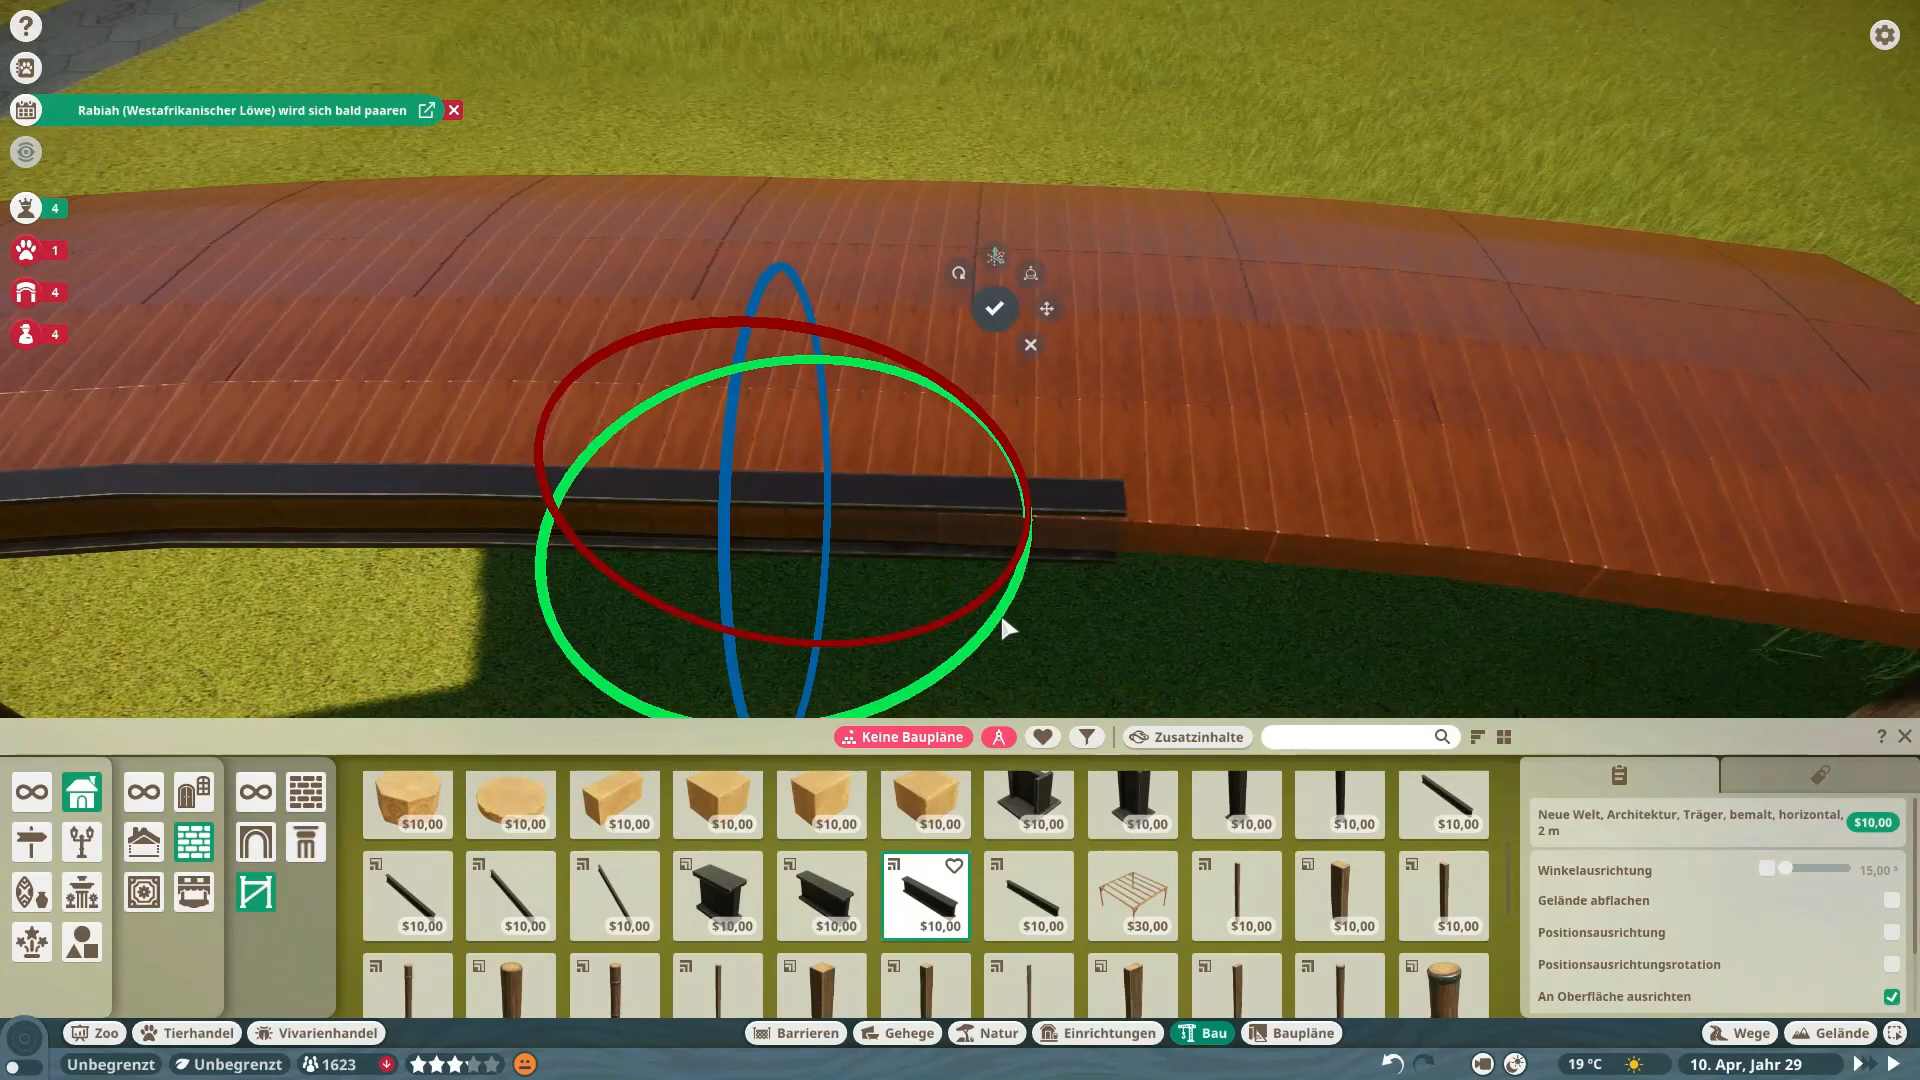 ?
Rabiah (Westafrikanischer Löwe) wird sich bald paaren
4
1
4
4
Keine Baupläne
Zusatzinhalte
?
$10,00 $10,00 $10,00 $10,00 $10,00 $10,00 $10,00 $10,00 $10,00 $10,00 $10,00
$10,00 $10,00 $10,00 $10,00 $10,00 $10,00 $10,00 $30,00 $10,00 $10,00 $10,00
Neue Welt, Architektur, Träger, bemalt, horizontal, 2 m
$10,00
Winkelausrichtung
15,00 °
Gelände abflachen
Positionsausrichtung
Positionsausrichtungsrotation
An Oberfläche ausrichten
Zoo
Tierhandel
Vivarienhandel
Barrieren
Gehege
Natur
Einrichtungen
Bau
Baupläne
Wege
Gelände
Unbegrenzt
Unbegrenzt
1623
19 °C
10. Apr, Jahr 29